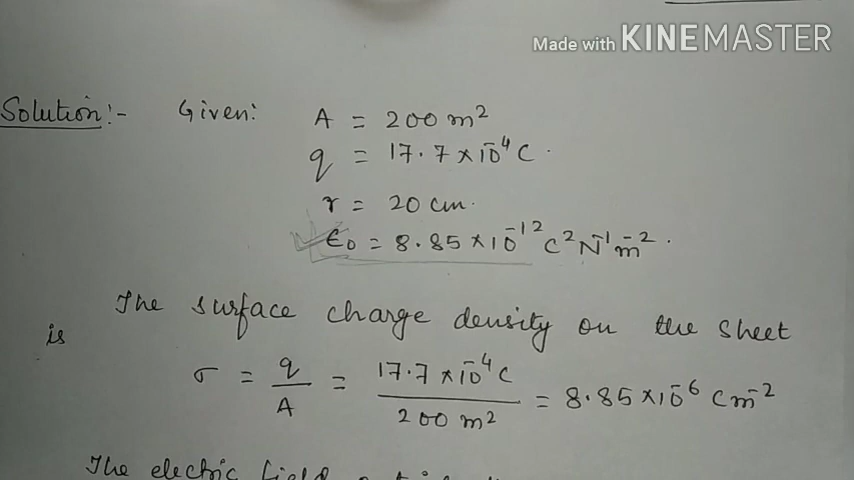 Made with KINEMASTER
Solution:- Given: A = 200 m²
q = 17.7 × 10⁻⁴ C.
r = 20 cm.
ϵ₀ = 8.85 × 10⁻¹² C² N⁻¹ m⁻².
The surface charge density on the sheet
is
σ = q/A = 17.7 × 10⁻⁴ C / 200 m² = 8.85 × 10⁻⁶ C m⁻²
The electric field